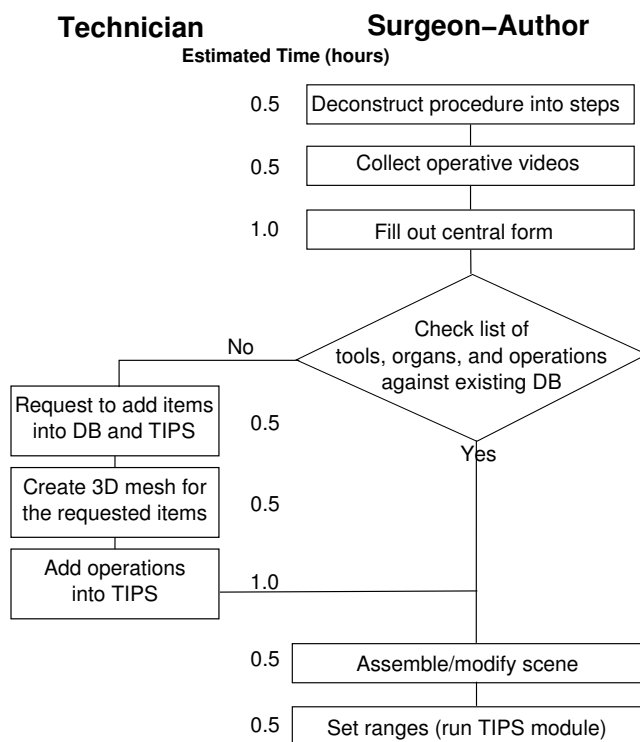 Technician
Surgeon−Author
Estimated Time (hours)
0.5
Deconstruct procedure into steps
0.5
Collect operative videos
1.0
Fill out central form
Check list of
tools, organs, and operations
against existing DB
No
Yes
Request to add items
into DB and TIPS
0.5
Create 3D mesh for
the requested items
0.5
Add operations
into TIPS
1.0
0.5
Assemble/modify scene
0.5
Set ranges (run TIPS module)